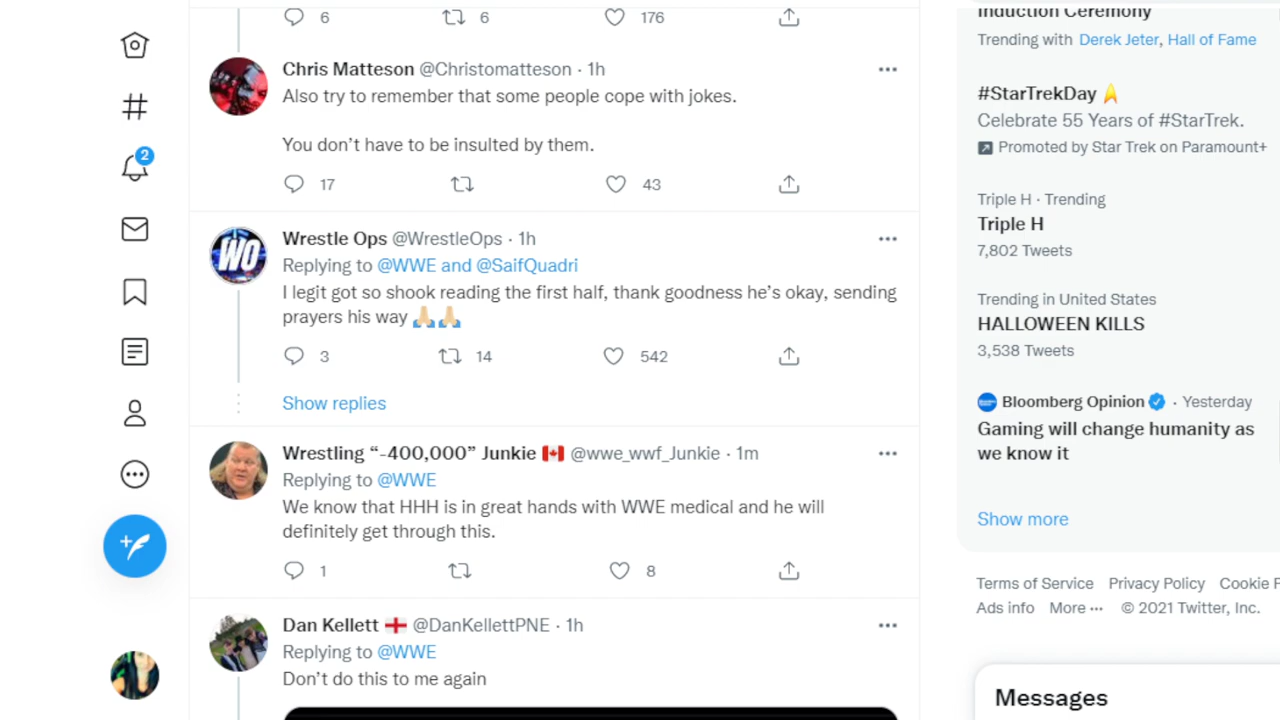 6 6 176
Chris Matteson @Christomatteson · 1h
Also try to remember that some people cope with jokes.
You don’t have to be insulted by them.
17 43
WO
Wrestle Ops @WrestleOps · 1h
Replying to @WWE and @SaifQuadri
I legit got so shook reading the first half, thank goodness he’s okay, sending
prayers his way 🙏🏼🙏🏼
3 14 542
Show replies
Wrestling “-400,000” Junkie 🇨🇦 @wwe_wwf_Junkie · 1m
Replying to @WWE
We know that HHH is in great hands with WWE medical and he will
definitely get through this.
1 8
Dan Kellett 🏴󠁧󠁢󠁥󠁮󠁧󠁿 @DanKellettPNE · 1h
Replying to @WWE
Don’t do this to me again
2
Induction Ceremony
Trending with Derek Jeter, Hall of Fame
#StarTrekDay
Celebrate 55 Years of #StarTrek.
Promoted by Star Trek on Paramount+
Triple H · Trending
Triple H
7,802 Tweets
Trending in United States
HALLOWEEN KILLS
3,538 Tweets
Bloomberg Opinion · Yesterday
Gaming will change humanity as
we know it
Show more
Terms of Service Privacy Policy Cookie
Ads info More ··· © 2021 Twitter, Inc.
Messages